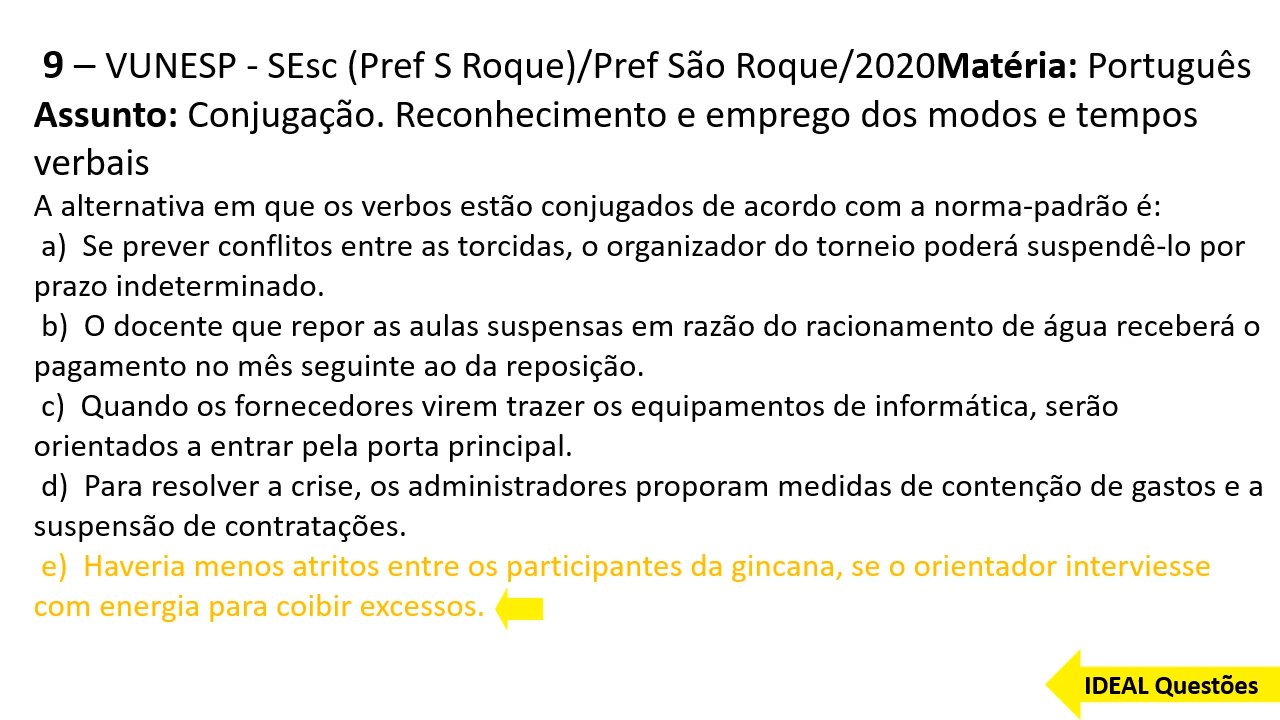 9 – VUNESP - SEsc (Pref S Roque)/Pref São Roque/2020Matéria: Português
Assunto: Conjugação. Reconhecimento e emprego dos modos e tempos
verbais
A alternativa em que os verbos estão conjugados de acordo com a norma-padrão é:
a) Se prever conflitos entre as torcidas, o organizador do torneio poderá suspendê-lo por
prazo indeterminado.
b) O docente que repor as aulas suspensas em razão do racionamento de água receberá o
pagamento no mês seguinte ao da reposição.
c) Quando os fornecedores virem trazer os equipamentos de informática, serão
orientados a entrar pela porta principal.
d) Para resolver a crise, os administradores proporam medidas de contenção de gastos e a
suspensão de contratações.
e) Haveria menos atritos entre os participantes da gincana, se o orientador interviesse
com energia para coibir excessos.
IDEAL Questões